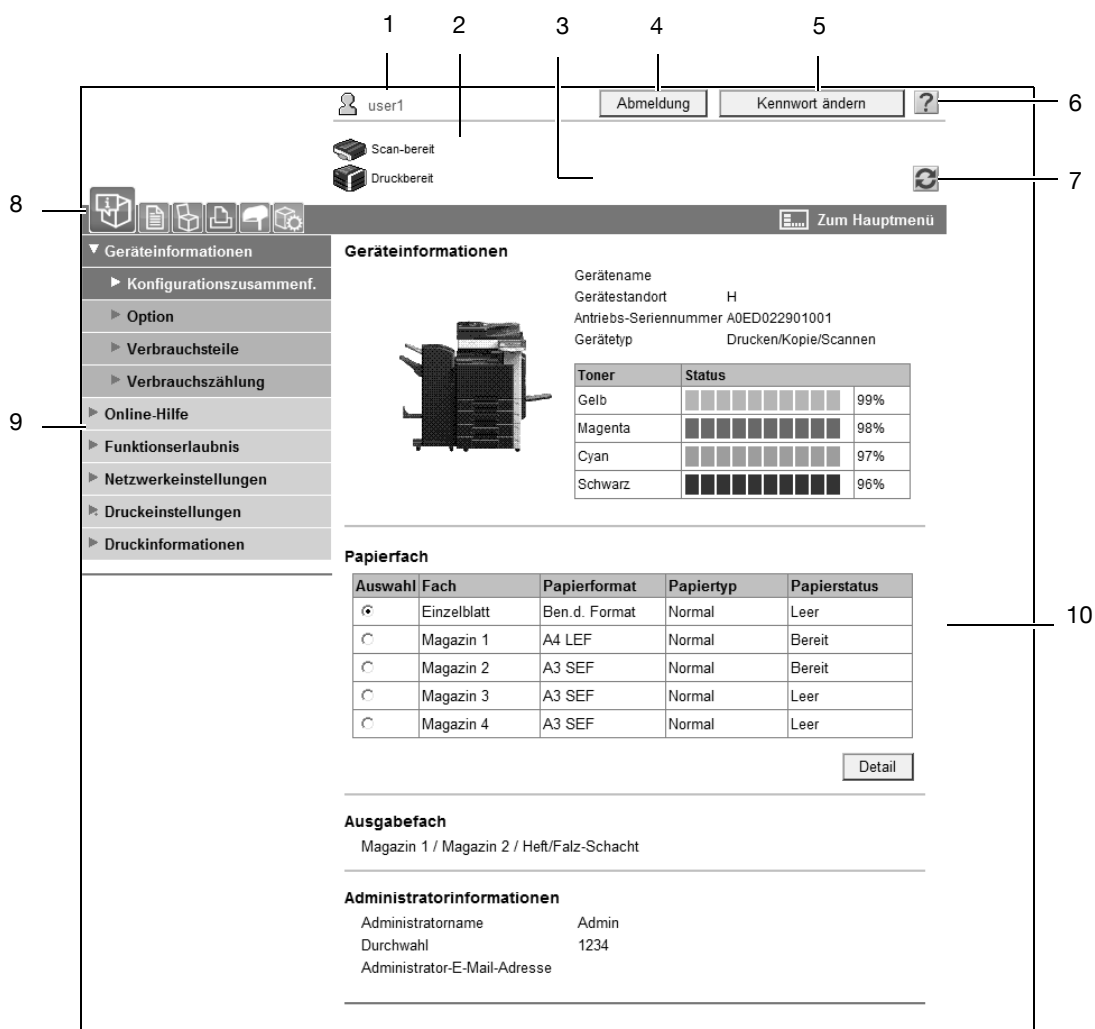 1 2 3 4 5
user1 Abmeldung Kennwort ändern ? 6
Scan-bereit
Druckbereit 7
8
Zum Hauptmenü
Geräteinformationen
Konfigurationszusammenf.
Option
Verbrauchsteile
Verbrauchszählung
9
Online-Hilfe
Funktionserlaubnis
Netzwerkeinstellungen
Druckeinstellungen
Druckinformationen
Geräteinformationen
Gerätename
Gerätestandort H
Antriebs-Seriennummer A0ED022901001
Gerätetyp Drucken/Kopie/Scannen
Toner Status
Gelb 99%
Magenta 98%
Cyan 97%
Schwarz 96%
Papierfach
Auswahl Fach Papierformat Papiertyp Papierstatus
Einzelblatt Ben.d. Format Normal Leer
10
Magazin 1 A4 LEF Normal Bereit
Magazin 2 A3 SEF Normal Bereit
Magazin 3 A3 SEF Normal Leer
Magazin 4 A3 SEF Normal Leer
Detail
Ausgabefach
Magazin 1 / Magazin 2 / Heft/Falz-Schacht
Administratorinformationen
Administratorname Admin
Durchwahl 1234
Administrator-E-Mail-Adresse